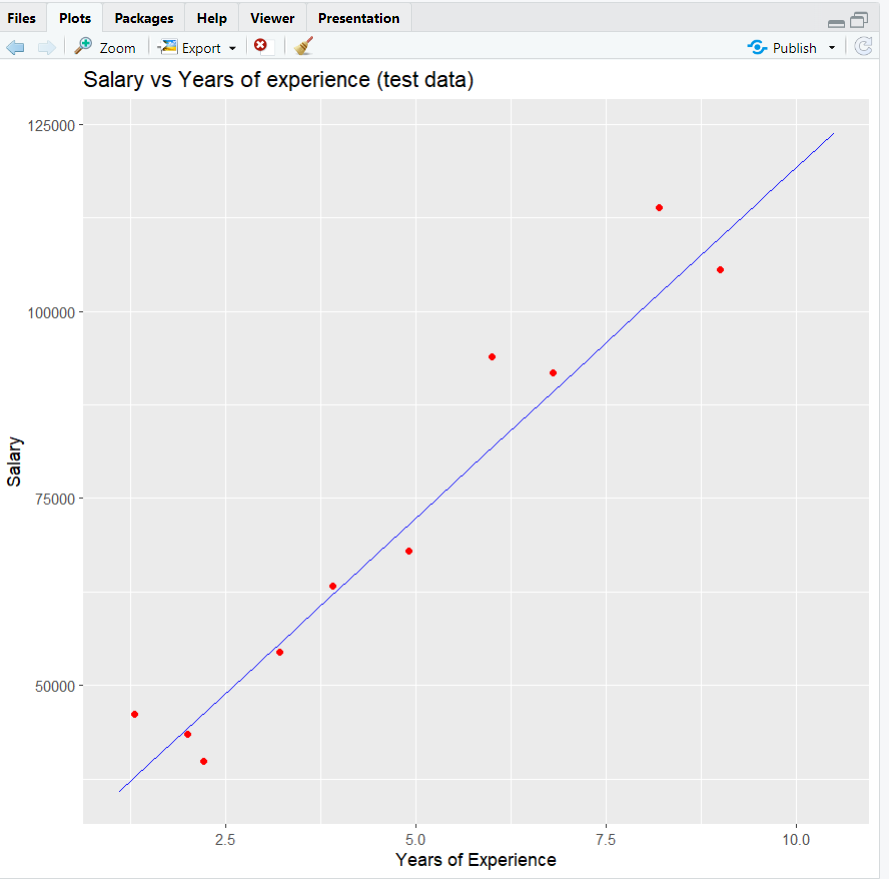 Files Plots Packages Help Viewer Presentation
Zoom Export Publish
Salary vs Years of experience (test data)
125000
100000
75000
50000
Salary
2.5 5.0 7.5 10.0
Years of Experience